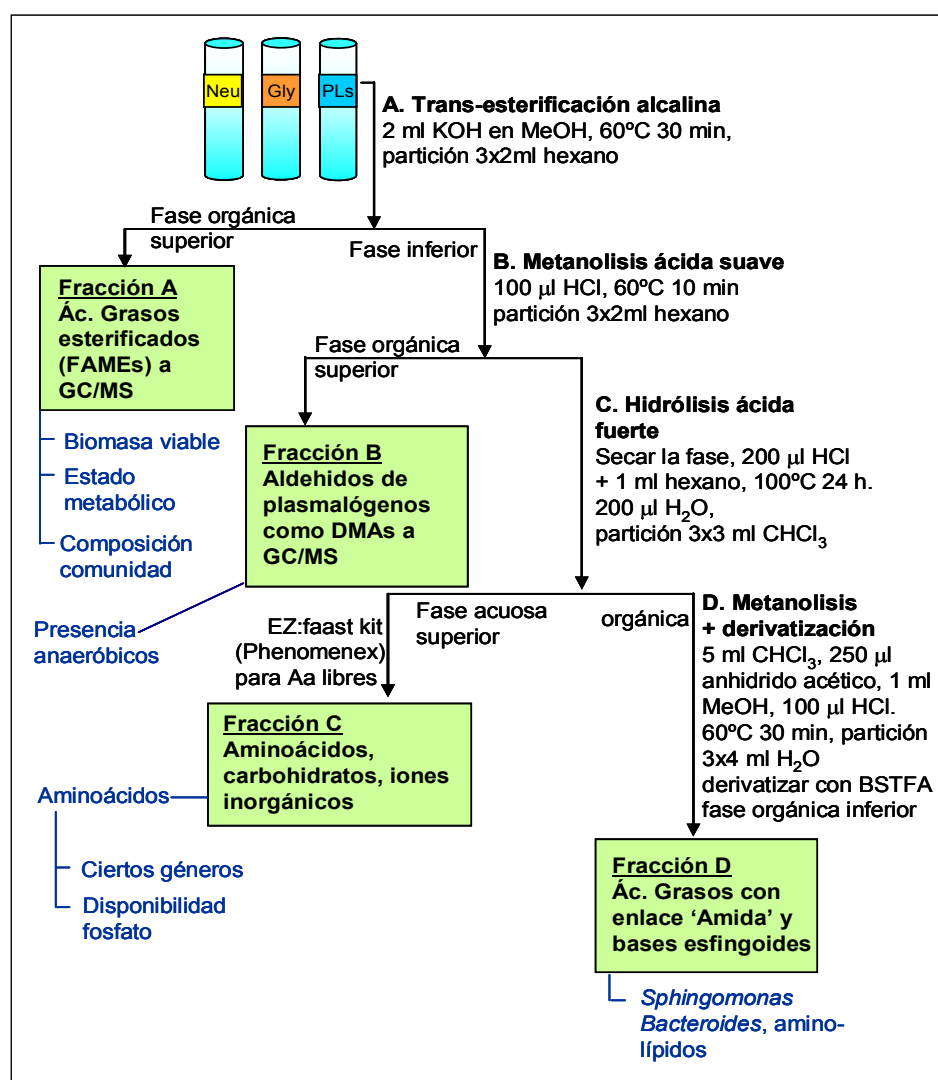 Neu
Gly
PLs
A. Trans-esterificación alcalina
2 ml KOH en MeOH, 60ºC 30 min,
partición 3x2ml hexano
Fase orgánica
superior
Fase inferior
B. Metanolisis ácida suave
100 µl HCl, 60ºC 10 min
partición 3x2ml hexano
Fracción A
Ác. Grasos
esterificados
(FAMEs) a
GC/MS
Biomasa viable
Estado
metabólico
Composición
comunidad
Fase orgánica
superior
C. Hidrólisis ácida
fuerte
Secar la fase, 200 µl HCl
+ 1 ml hexano, 100ºC 24 h.
200 µl H2O,
partición 3x3 ml CHCl3
Fracción B
Aldehidos de
plasmalógenos
como DMAs a
GC/MS
Presencia
anaeróbicos
EZ:faast kit
(Phenomenex)
para Aa libres
Fase acuosa
superior
orgánica
D. Metanolisis
+ derivatización
5 ml CHCl3, 250 µl
anhidrido acético, 1 ml
MeOH, 100 µl HCl.
60ºC 30 min, partición
3x4 ml H2O
derivatizar con BSTFA
fase orgánica inferior
Fracción C
Aminoácidos,
carbohidratos, iones
inorgánicos
Aminoácidos
Ciertos géneros
Disponibilidad
fosfato
Fracción D
Ác. Grasos con
enlace ‘Amida’ y
bases esfingoides
Sphingomonas
Bacteroides, amino-
lípidos